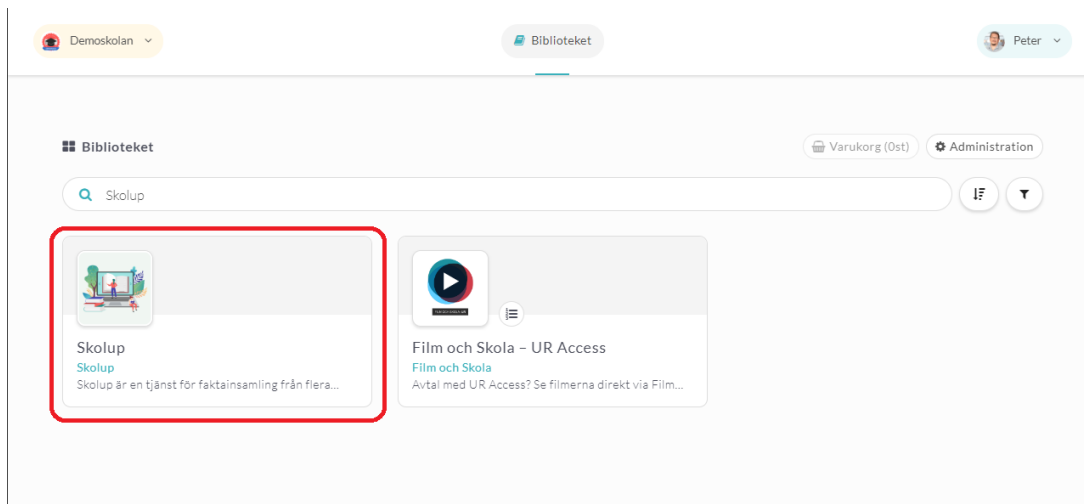 Demoskolan
Biblioteket
Peter
Biblioteket
Varukorg (0st)
Administration
Skolup
Skolup
Skolup
Skolup är en tjänst för faktainsamling från flera...
Film och Skola – UR Access
Film och Skola
Avtal med UR Access? Se filmerna direkt via Film...